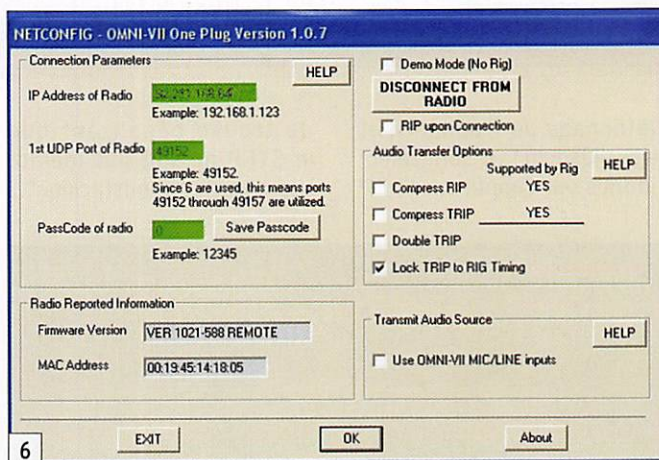 NETCONFIG - OMNI-VII One Plug Version 1.0.7
Connection Parameters
HELP
IP Address of Radio
Example: 192.168.1.123
1st UDP Port of Radio
49152
Example: 49152.
Since 6 are used, this means ports
49152 through 49157 are utilized.
PassCode of radio
0
Save Passcode
Example: 12345
Radio Reported Information
Firmware Version
VER 1021-588 REMOTE
MAC Address
00:19:45:14:18:05
Demo Mode (No Rig)
DISCONNECT FROM
RADIO
RIP upon Connection
Audio Transfer Options
Supported by Rig
HELP
Compress RIP YES
Compress TRIP YES
Double TRIP
Lock TRIP to RIG Timing
Transmit Audio Source
HELP
Use OMNI-VII MIC/LINE inputs
EXIT
OK
About
6